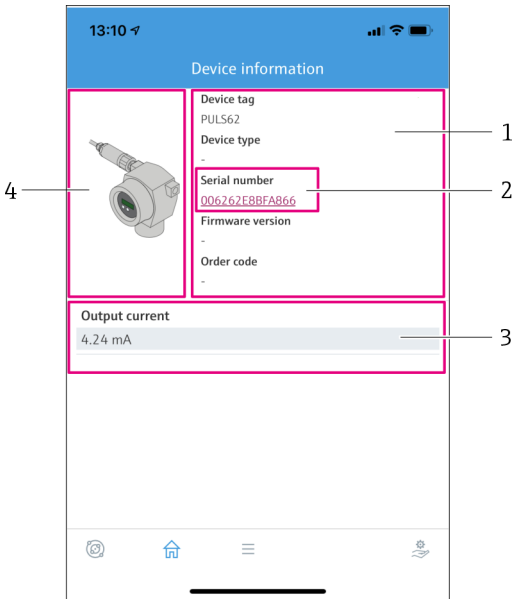 13:10
Device information
Device tag
PULS62
Device type
-
Serial number
006262E8BFA866
Firmware version
-
Order code
-
Output current
4.24 mA
1
2
3
4